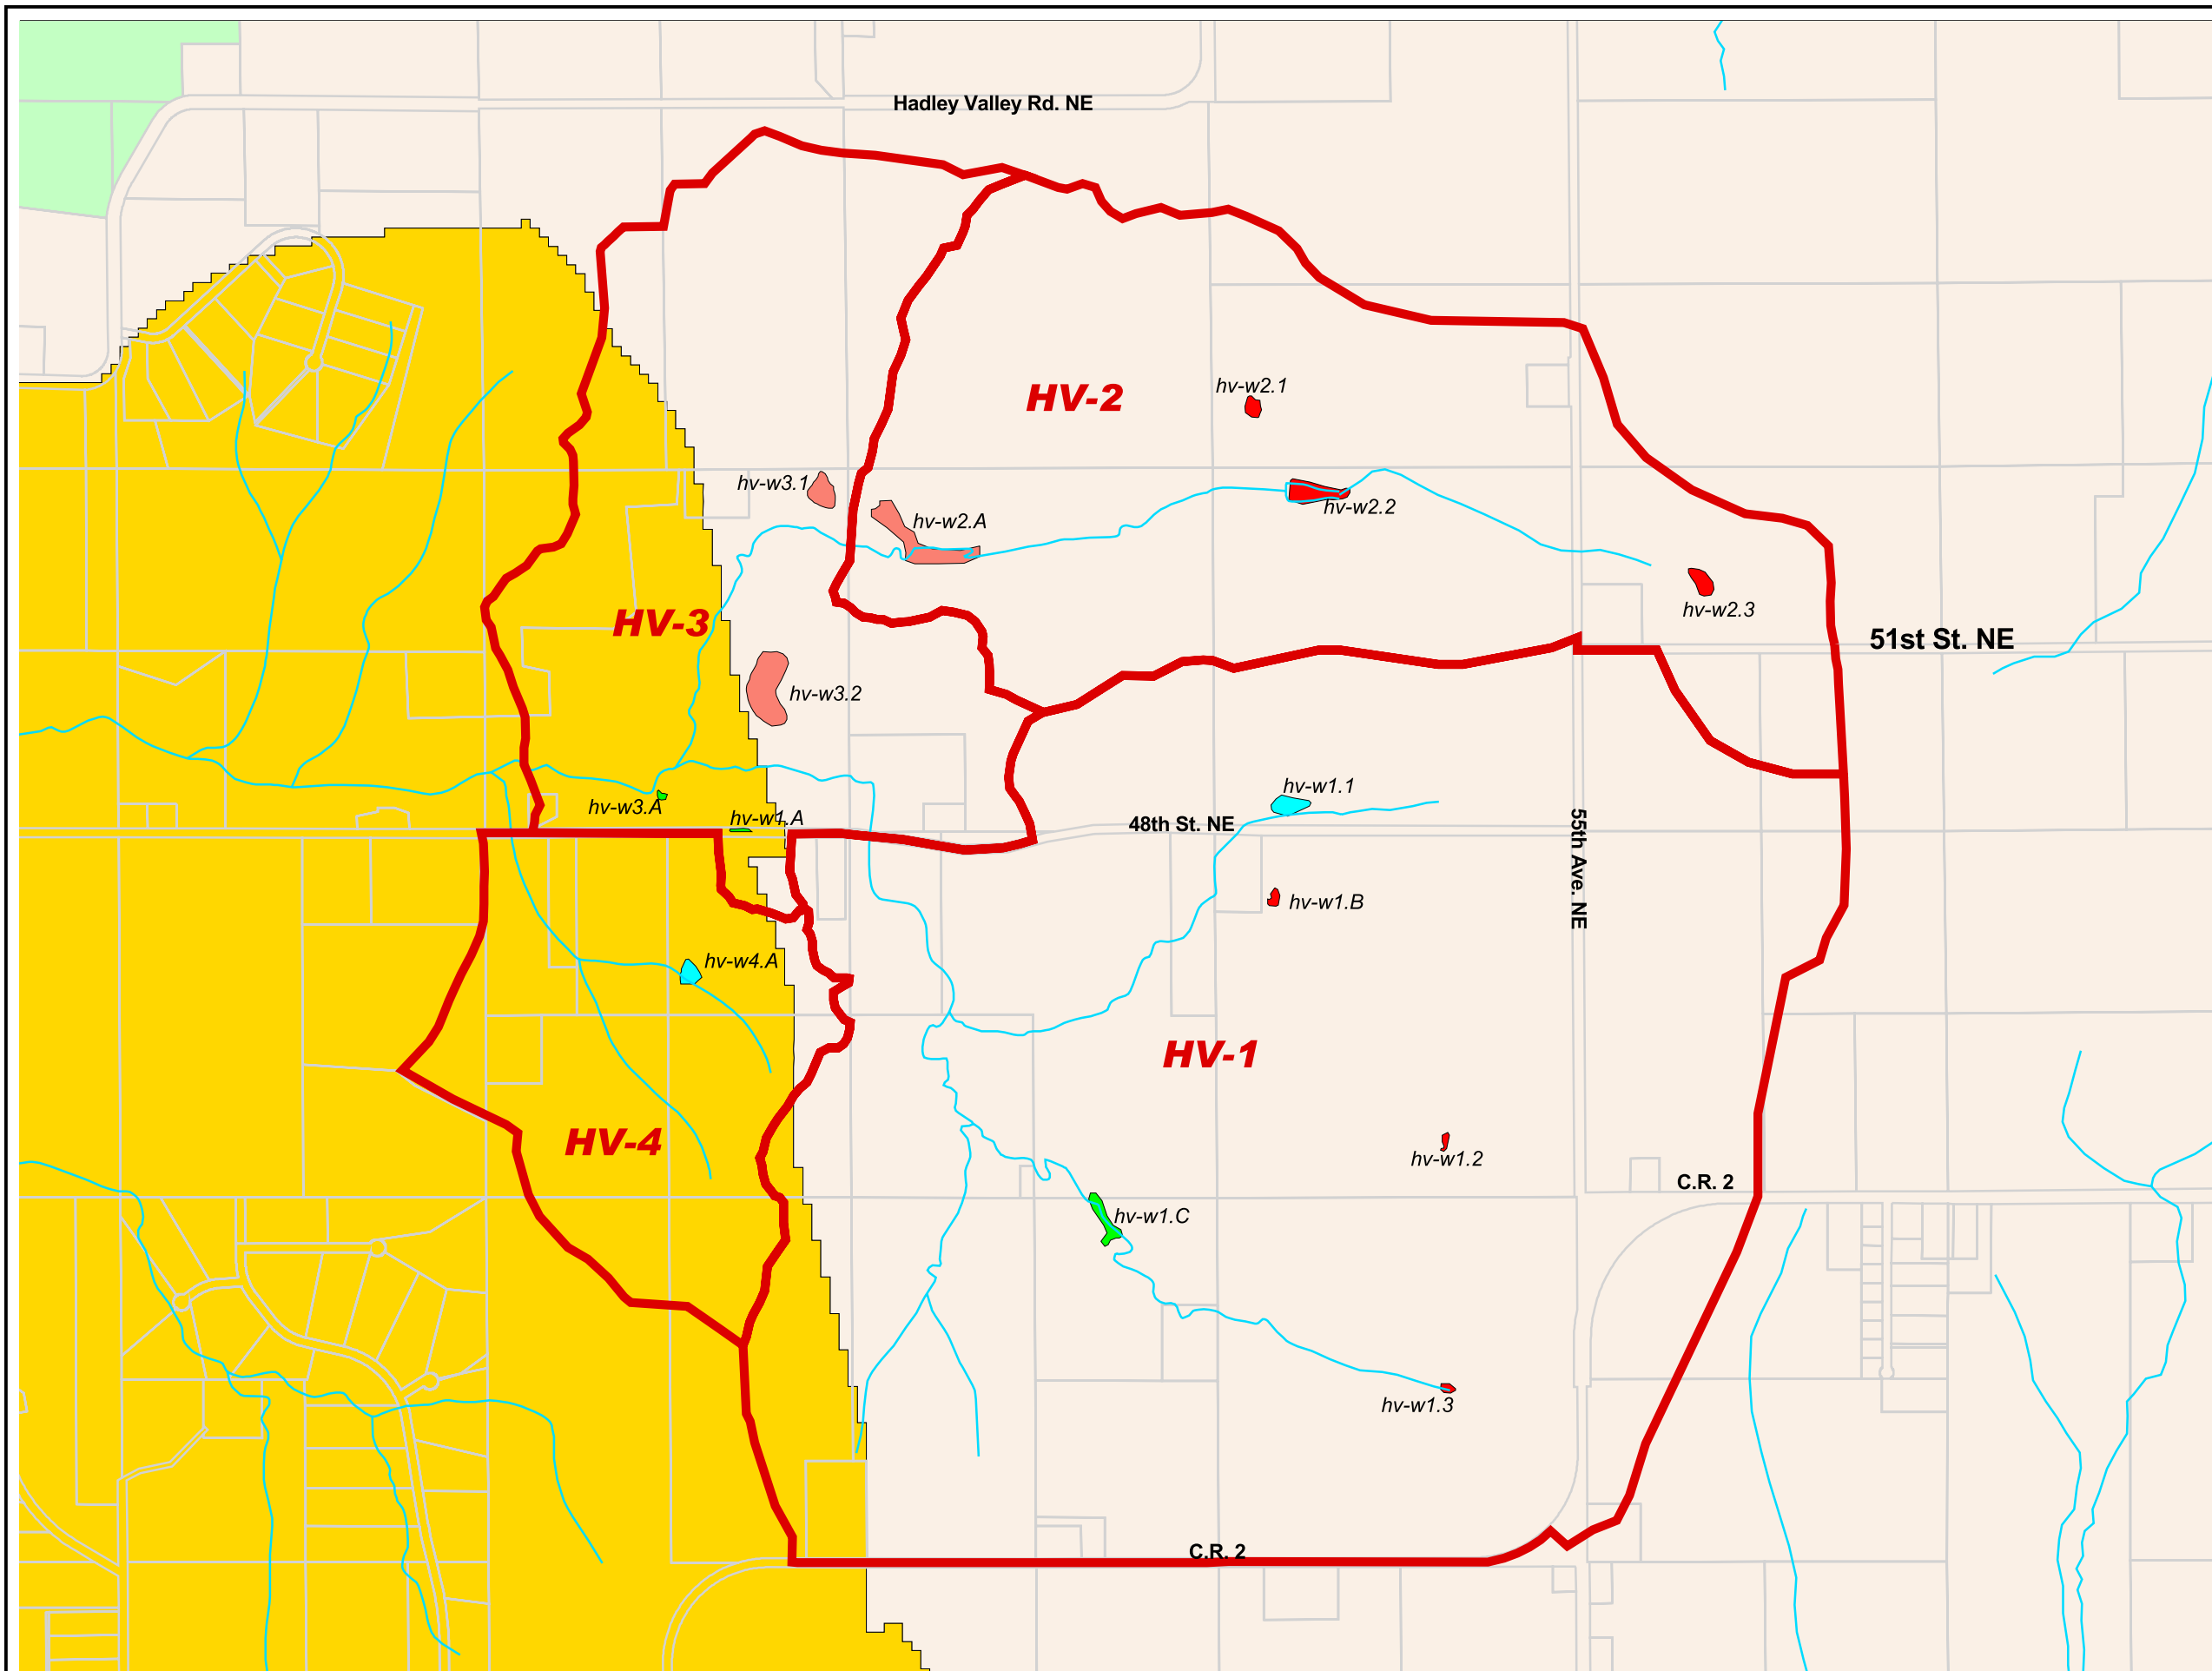 Hadley Valley Rd. NE
hv-w2.1
HV-2
hv-w3.1
hv-w2.2
hv-w2.A
hv-w2.3
HV-3
51st St. NE
hv-w3.2
hv-w1.1
hv-w3.A
hv-w1.A
48th St. NE
55th Ave. NE
hv-w1.B
hv-w4.A
HV-1
HV-4
hv-w1.2
C.R. 2
hv-w1.C
hv-w1.3
C.R. 2